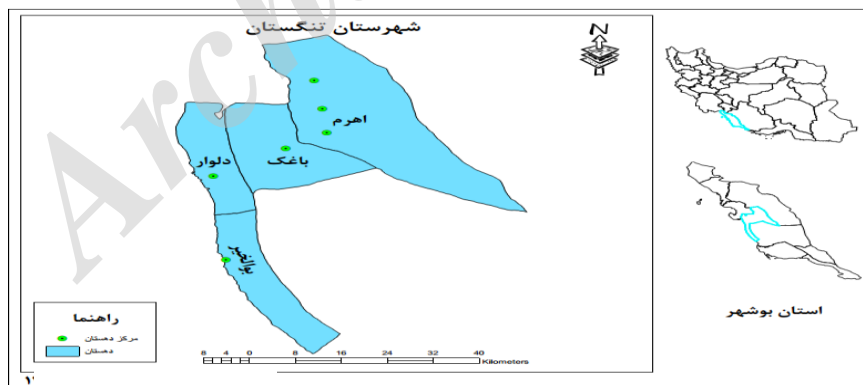 شهرستان تنگستان
N
اهرم
باغک
دلوار
بوالخیر
استان بوشهر
راهنما
مرکز دهستان
دهستان
8 4 0 8 16 24 32 40
Kilometers
Arch